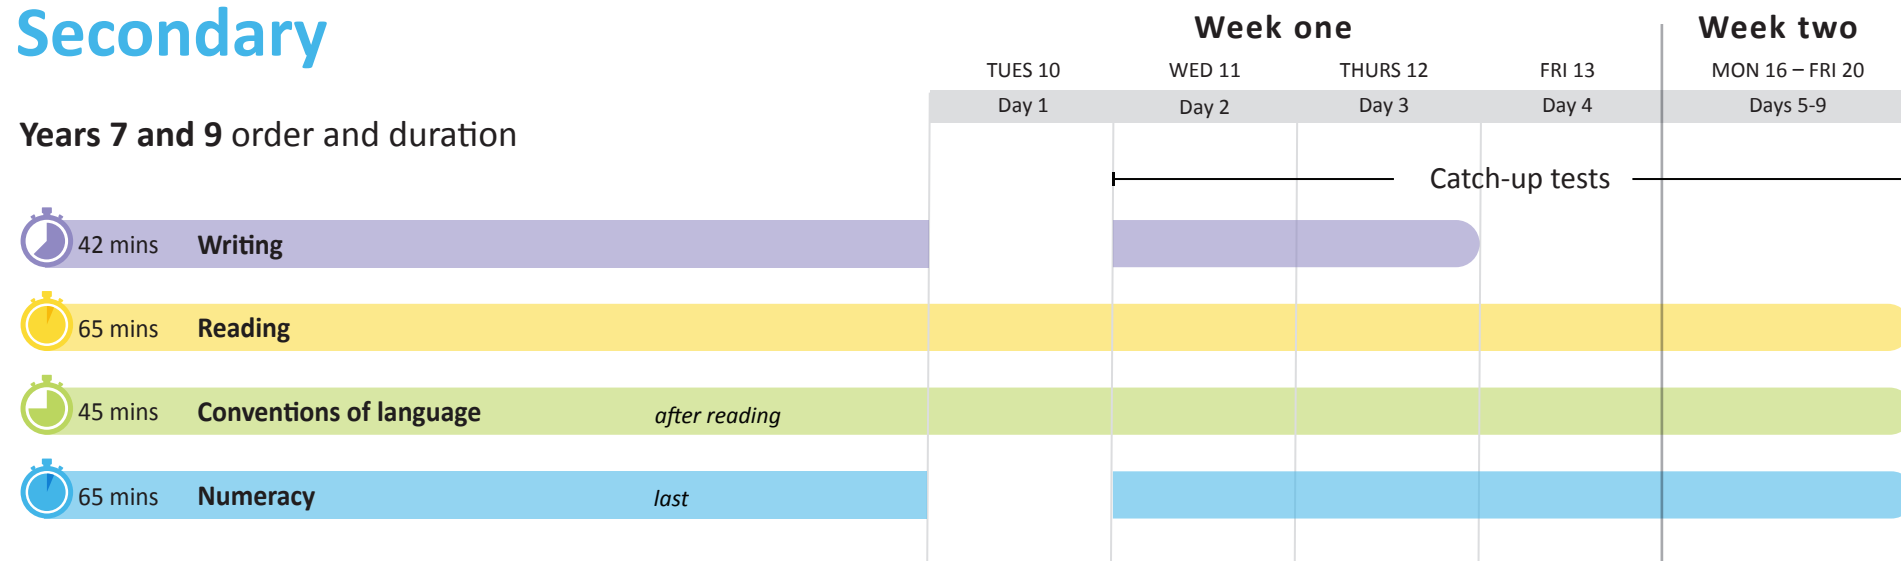 Secondary
Week one
Week two
TUES 10
WED 11
THURS 12
FRI 13
MON 16 – FRI 20
Day 1
Day 2
Day 3
Day 4
Days 5-9
Years 7 and 9 order and duration
Catch-up tests
42 mins Writing
65 mins Reading
45 mins Conventions of language after reading
65 mins Numeracy last